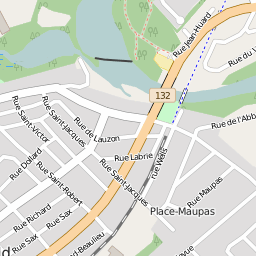 Rue Jean-Huard
Rue du
132
Rue Saint-Victor
Rue Saint-Jacques
Rue de Lauzon
Rue de l'Abb
Rue Dollard
Rue Labrie
Rue Wells
Rue Saint-Robert
Rue Saint-Jacques
Rue Maupas
Rue Richard
Rue Sax
Place-Maupas
Rue Sax
d-Beaulieu